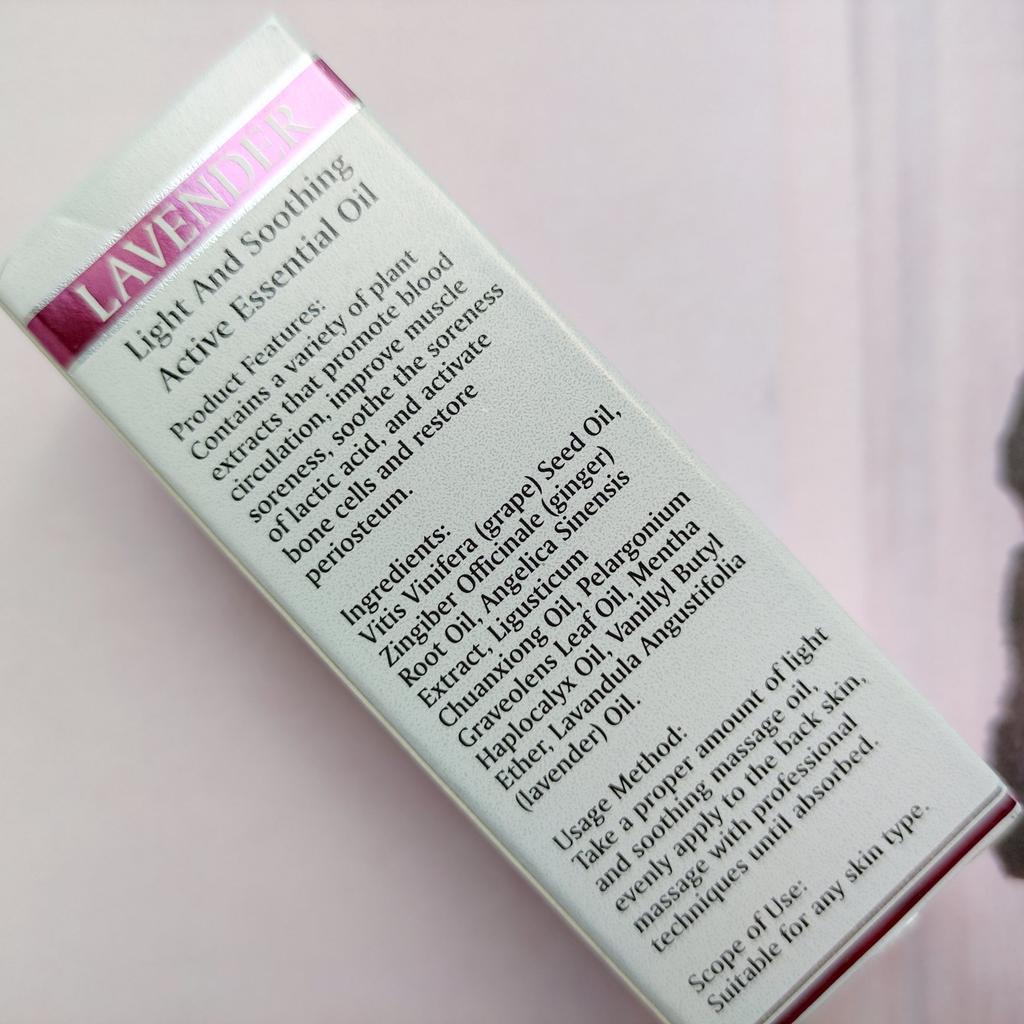 LAVENDER
Light And Soothing
Active Essential Oil
Product Features:
Contains a variety of plant
extracts that promote blood
circulation, improve muscle
soreness, soothe the soreness
of lactic acid, and activate
bone cells and restore
periosteum.
Ingredients:
Vitis Vinifera (grape) Seed Oil,
Zingiber Officinale (ginger)
Root Oil, Angelica Sinensis
Extract, Ligusticum
Chuanxiong Oil, Pelargonium
Graveolens Leaf Oil, Mentha
Haplocalyx Oil, Vanillyl Butyl
Ether, Lavandula Angustifolia
(lavender) Oil.
Usage Method:
Take a proper amount of light
and soothing massage oil,
evenly apply to the back skin,
massage with professional
techniques until absorbed.
Scope of Use:
Suitable for any skin type.